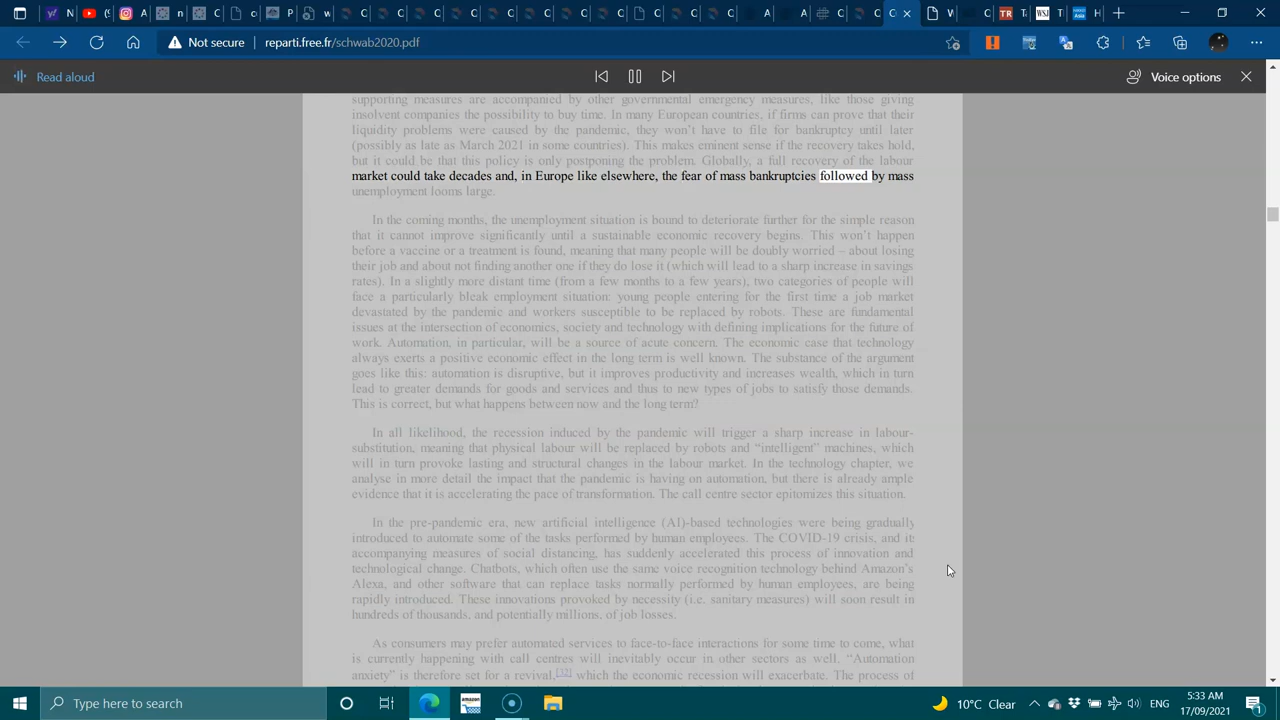 Not secure
reparti.free.fr/schwab2020.pdf
Read aloud
Voice options
supporting measures are accompanied by other governmental emergency measures, like those giving
insolvent companies the possibility to buy time. In many European countries, if firms can prove that their
liquidity problems were caused by the pandemic, they won't have to file for bankruptcy until later
(possibly as late as March 2021 in some countries). This makes eminent sense if the recovery takes hold,
but it could be that this policy is only postponing the problem. Globally, a full recovery of the labour
market could take decades and, in Europe like elsewhere, the fear of mass bankruptcies followed by mass
unemployment looms large.
In the coming months, the unemployment situation is bound to deteriorate further for the simple reason
that it cannot improve significantly until a sustainable economic recovery begins. This won't happen
before a vaccine or a treatment is found, meaning that many people will be doubly worried – about losing
their job and about not finding another one if they do lose it (which will lead to a sharp increase in savings
rates). In a slightly more distant time (from a few months to a few years), two categories of people will
face a particularly bleak employment situation: young people entering for the first time a job market
devastated by the pandemic and workers susceptible to be replaced by robots. These are fundamental
issues at the intersection of economics, society and technology with defining implications for the future of
work. Automation, in particular, will be a source of acute concern. The economic case that technology
always exerts a positive economic effect in the long term is well known. The substance of the argument
goes like this: automation is disruptive, but it improves productivity and increases wealth, which in turn
lead to greater demands for goods and services and thus to new types of jobs to satisfy those demands.
This is correct, but what happens between now and the long term?
In all likelihood, the recession induced by the pandemic will trigger a sharp increase in labour-
substitution, meaning that physical labour will be replaced by robots and “intelligent” machines, which
will in turn provoke lasting and structural changes in the labour market. In the technology chapter, we
analyse in more detail the impact that the pandemic is having on automation, but there is already ample
evidence that it is accelerating the pace of transformation. The call centre sector epitomizes this situation.
In the pre-pandemic era, new artificial intelligence (AI)-based technologies were being gradually
introduced to automate some of the tasks performed by human employees. The COVID-19 crisis, and its
accompanying measures of social distancing, has suddenly accelerated this process of innovation and
technological change. Chatbots, which often use the same voice recognition technology behind Amazon's
Alexa, and other software that can replace tasks normally performed by human employees, are being
rapidly introduced. These innovations provoked by necessity (i.e. sanitary measures) will soon result in
hundreds of thousands, and potentially millions, of job losses.
As consumers may prefer automated services to face-to-face interactions for some time to come, what
is currently happening with call centres will inevitably occur in other sectors as well. “Automation
anxiety” is therefore set for a revival,[32] which the economic recession will exacerbate. The process of
Type here to search
10°C Clear
ENG
5:33 AM
17/09/2021